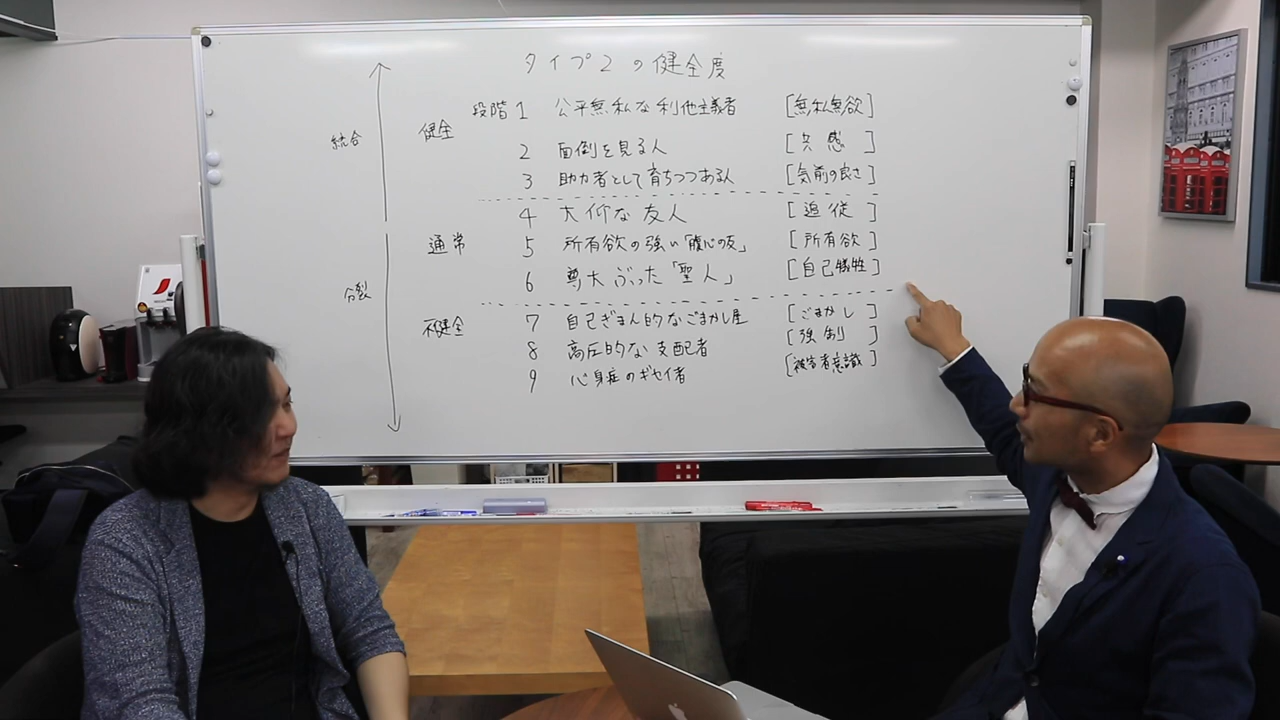 タイプ2の健全度
統合
健全
段階 1 公平無私な利他主義者 [無私無欲]
2 面倒を見る人 [共感]
3 助力者として育ちつつある人 [気前の良さ]
通常
4 大仰な友人 [追従]
5 所有欲の強い「腹心の友」 [所有欲]
6 尊大ぶった「聖人」 [自己犠牲]
分裂
不健全
7 自己ぎまん的なごまかし屋 [ごまかし]
8 高圧的な支配者 [強制]
9 心身症のギセイ者 [被害者意識]